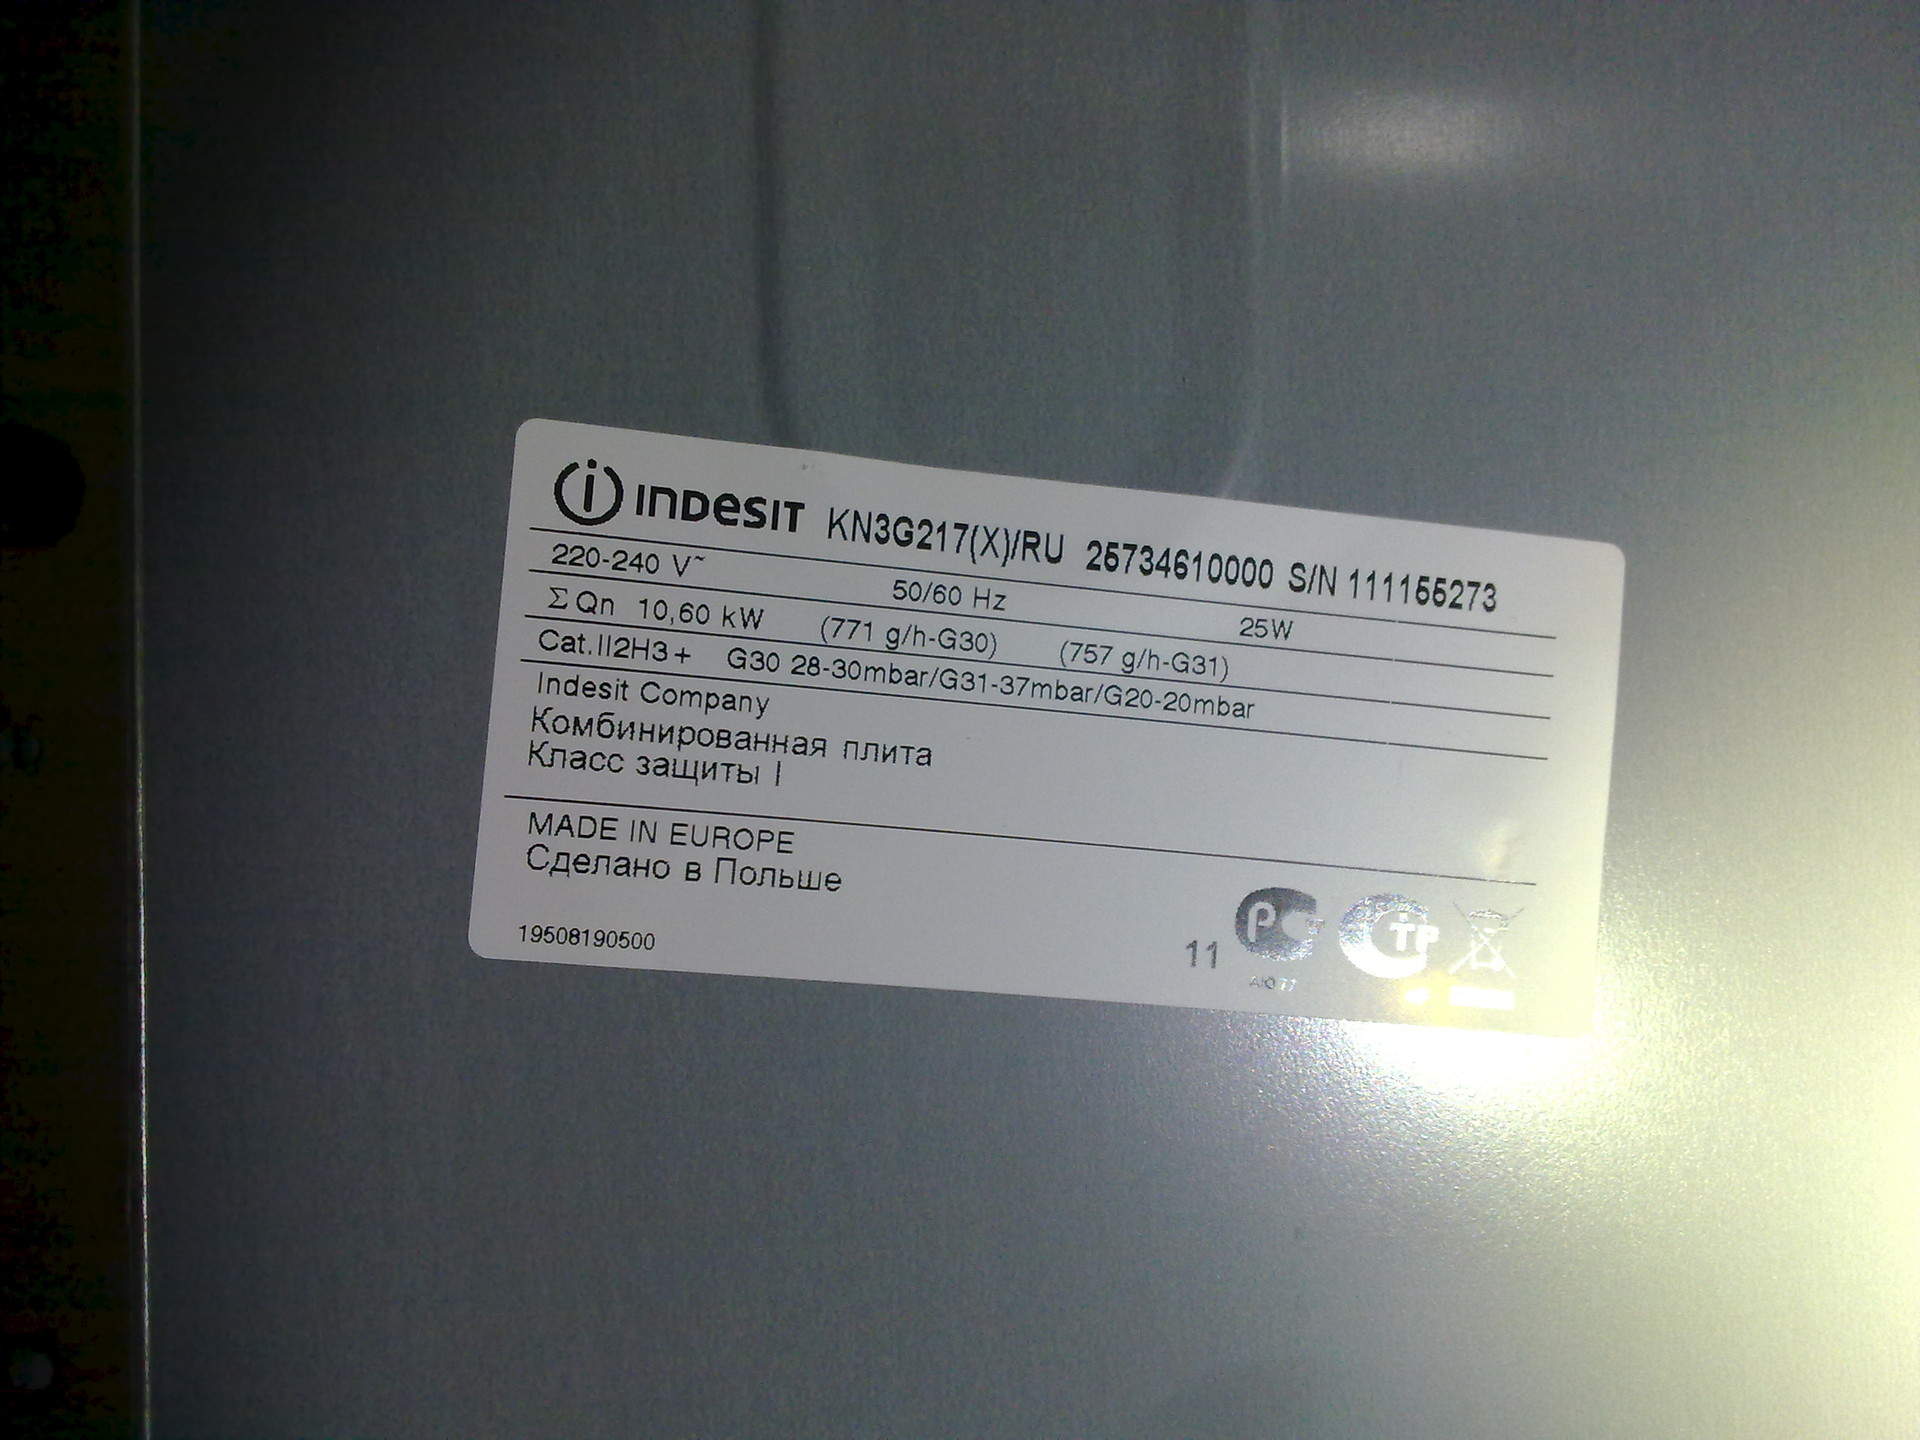 INDESIT KN3G217(X)/RU 25734610000 S/N 111155273
220-240 V~ 50/60 Hz 25W
Σ Qn 10,60 kW (771 g/h-G30) (757 g/h-G31)
Cat.II2H3+ G30 28-30mbar/G31-37mbar/G20-20mbar
Indesit Company
Комбинированная плита
Класс защиты I
MADE IN EUROPE
Сделано в Польше
19508190500 11